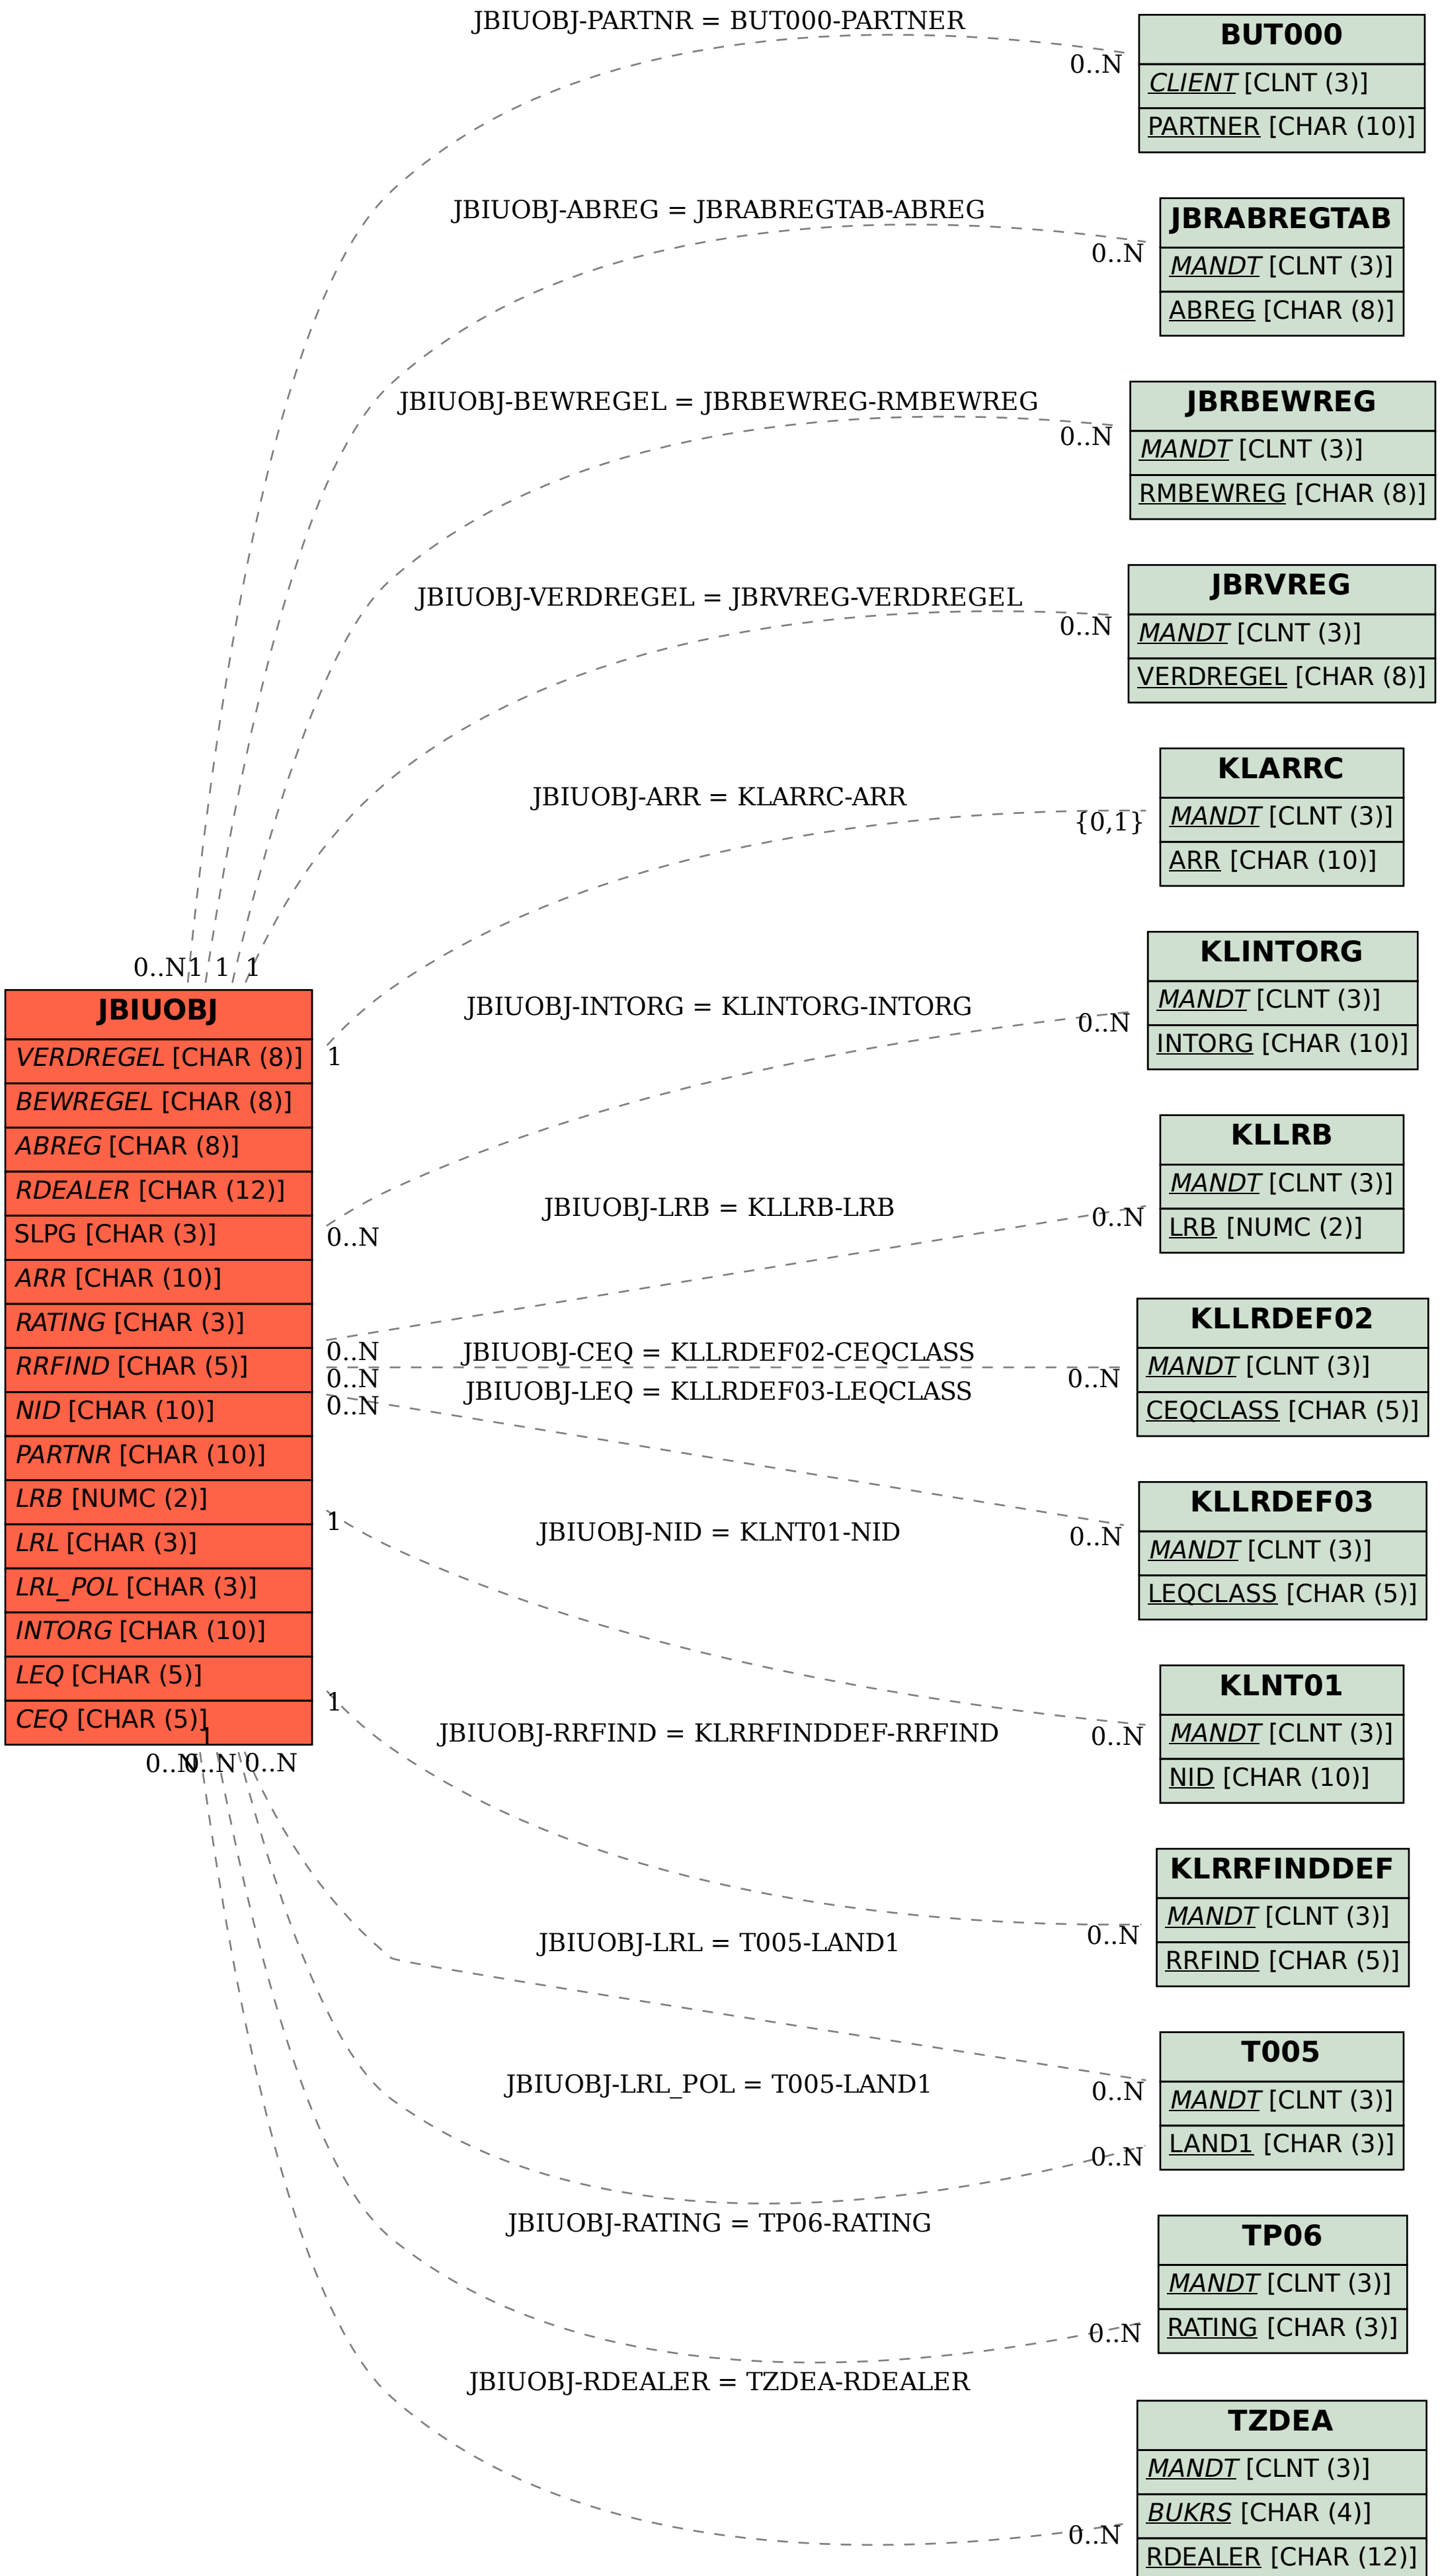 JBIUOBJ-PARTNR = BUT000-PARTNER
0..N
BUT000
CLIENT [CLNT (3)]
PARTNER [CHAR (10)]
JBIUOBJ-ABREG = JBRABREGTAB-ABREG
0..N
JBRABREGTAB
MANDT [CLNT (3)]
ABREG [CHAR (8)]
JBIUOBJ-BEWREGEL = JBRBEWREG-RMBEWREG
0..N
JBRBEWREG
MANDT [CLNT (3)]
RMBEWREG [CHAR (8)]
JBIUOBJ-VERDREGEL = JBRVREG-VERDREGEL
0..N
JBRVREG
MANDT [CLNT (3)]
VERDREGEL [CHAR (8)]
JBIUOBJ-ARR = KLARRC-ARR
{0,1}
KLARRC
MANDT [CLNT (3)]
ARR [CHAR (10)]
0..N 1 1 1
JBIUOBJ
VERDREGEL [CHAR (8)]
BEWREGEL [CHAR (8)]
ABREG [CHAR (8)]
RDEALER [CHAR (12)]
SLPG [CHAR (3)]
ARR [CHAR (10)]
RATING [CHAR (3)]
RRFIND [CHAR (5)]
NID [CHAR (10)]
PARTNR [CHAR (10)]
LRB [NUMC (2)]
LRL [CHAR (3)]
LRL_POL [CHAR (3)]
INTORG [CHAR (10)]
LEQ [CHAR (5)]
CEQ [CHAR (5)]
1
JBIUOBJ-INTORG = KLINTORG-INTORG
0..N
0..N
KLINTORG
MANDT [CLNT (3)]
INTORG [CHAR (10)]
JBIUOBJ-LRB = KLLRB-LRB
0..N
0..N
KLLRB
MANDT [CLNT (3)]
LRB [NUMC (2)]
JBIUOBJ-CEQ = KLLRDEF02-CEQCLASS
0..N
0..N
KLLRDEF02
MANDT [CLNT (3)]
CEQCLASS [CHAR (5)]
JBIUOBJ-LEQ = KLLRDEF03-LEQCLASS
0..N
0..N
KLLRDEF03
MANDT [CLNT (3)]
LEQCLASS [CHAR (5)]
JBIUOBJ-NID = KLNT01-NID
1
0..N
KLNT01
MANDT [CLNT (3)]
NID [CHAR (10)]
JBIUOBJ-RRFIND = KLRRFINDDEF-RRFIND
1
0..N
KLRRFINDDEF
MANDT [CLNT (3)]
RRFIND [CHAR (5)]
1
0..N 0..N 0..N
JBIUOBJ-LRL = T005-LAND1
0..N
T005
MANDT [CLNT (3)]
LAND1 [CHAR (3)]
JBIUOBJ-LRL_POL = T005-LAND1
0..N
JBIUOBJ-RATING = TP06-RATING
0..N
TP06
MANDT [CLNT (3)]
RATING [CHAR (3)]
JBIUOBJ-RDEALER = TZDEA-RDEALER
0..N
TZDEA
MANDT [CLNT (3)]
BUKRS [CHAR (4)]
RDEALER [CHAR (12)]